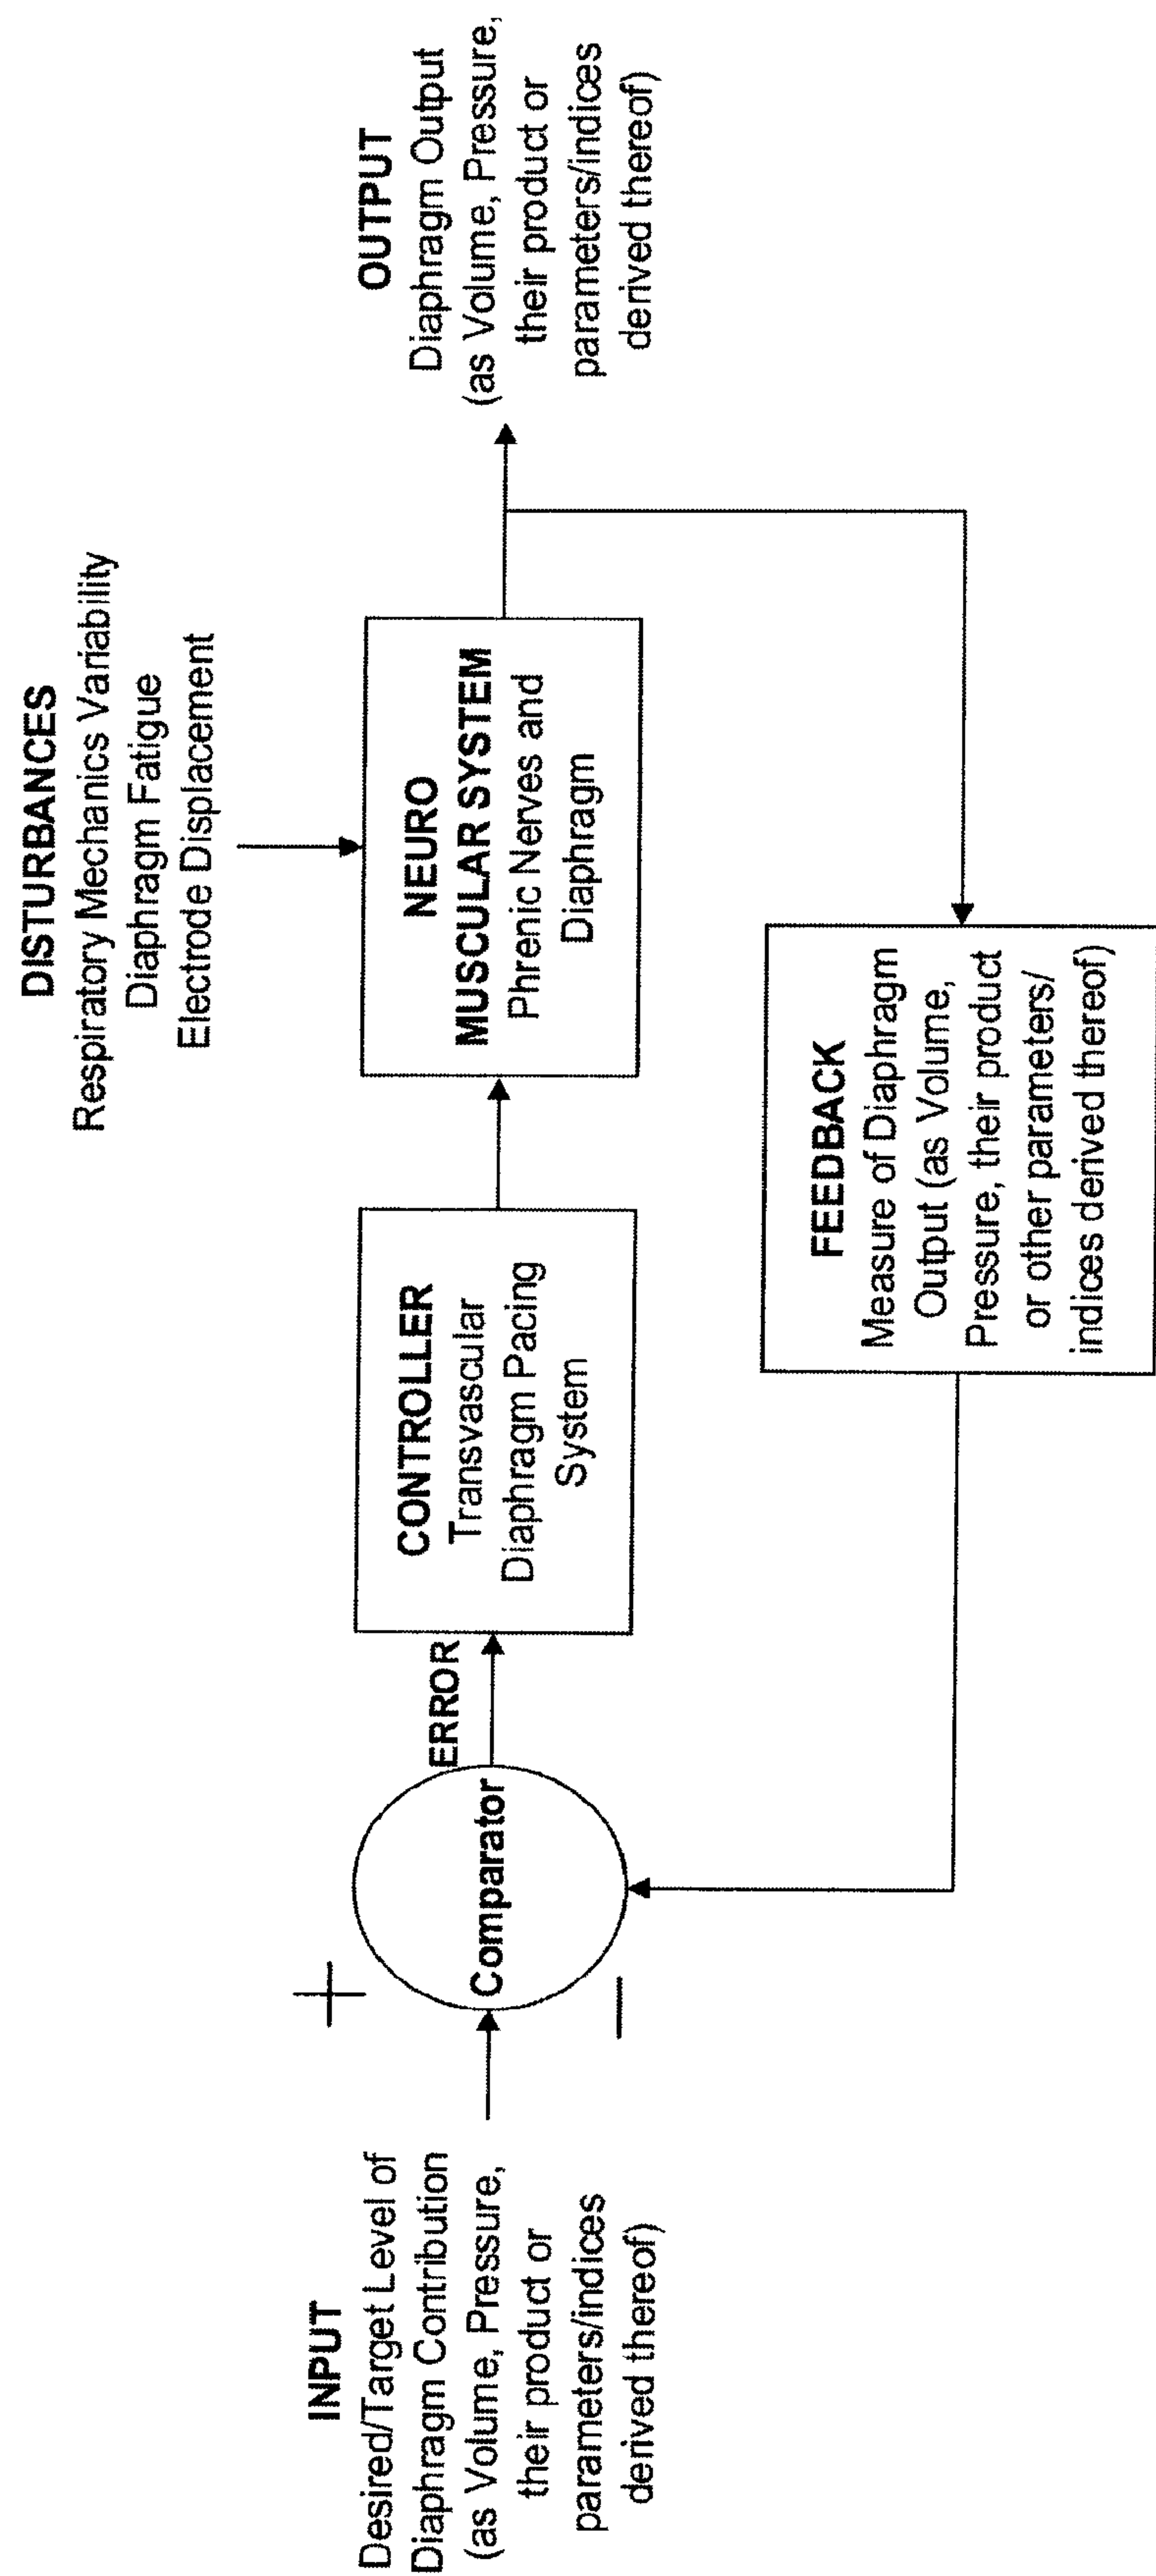 DISTURBANCES
Respiratory Mechanics Variability
Diaphragm Fatigue
Electrode Displacement
INPUT
Desired/Target Level of
Diaphragm Contribution
(as Volume, Pressure,
their product or
parameters/indices
derived thereof)
+
−
Comparator
ERROR
CONTROLLER
Transvascular
Diaphragm Pacing
System
NEURO
MUSCULAR SYSTEM
Phrenic Nerves and
Diaphragm
OUTPUT
Diaphragm Output
(as Volume, Pressure,
their product or
parameters/indices
derived thereof)
FEEDBACK
Measure of Diaphragm
Output (as Volume,
Pressure, their product
or other parameters/
indices derived thereof)